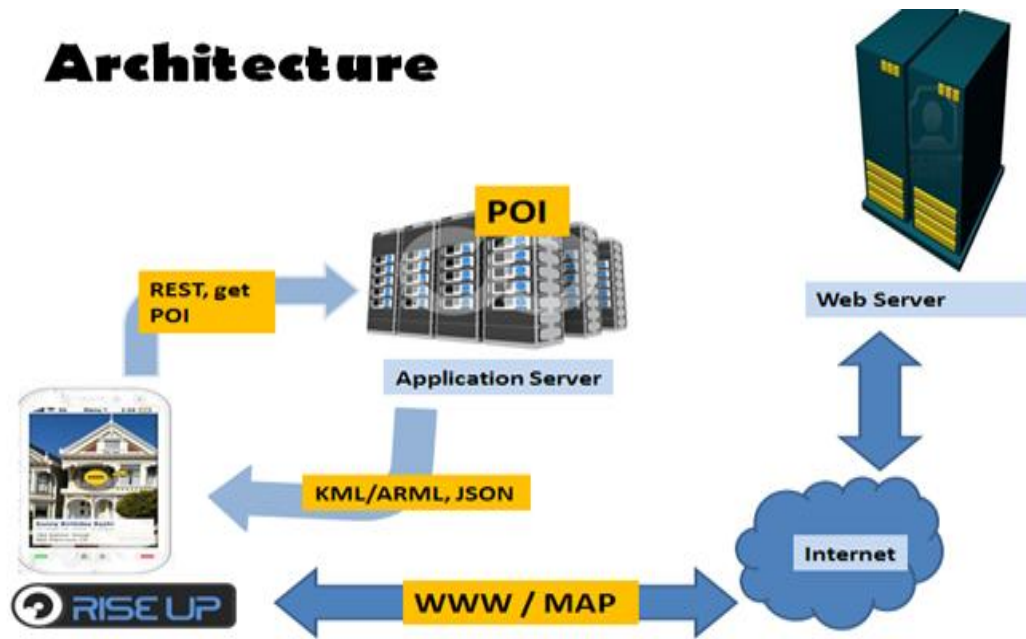 Architecture
POI
REST, get
POI
Web Server
Application Server
KML/ARML, JSON
Internet
RISE UP
WWW / MAP